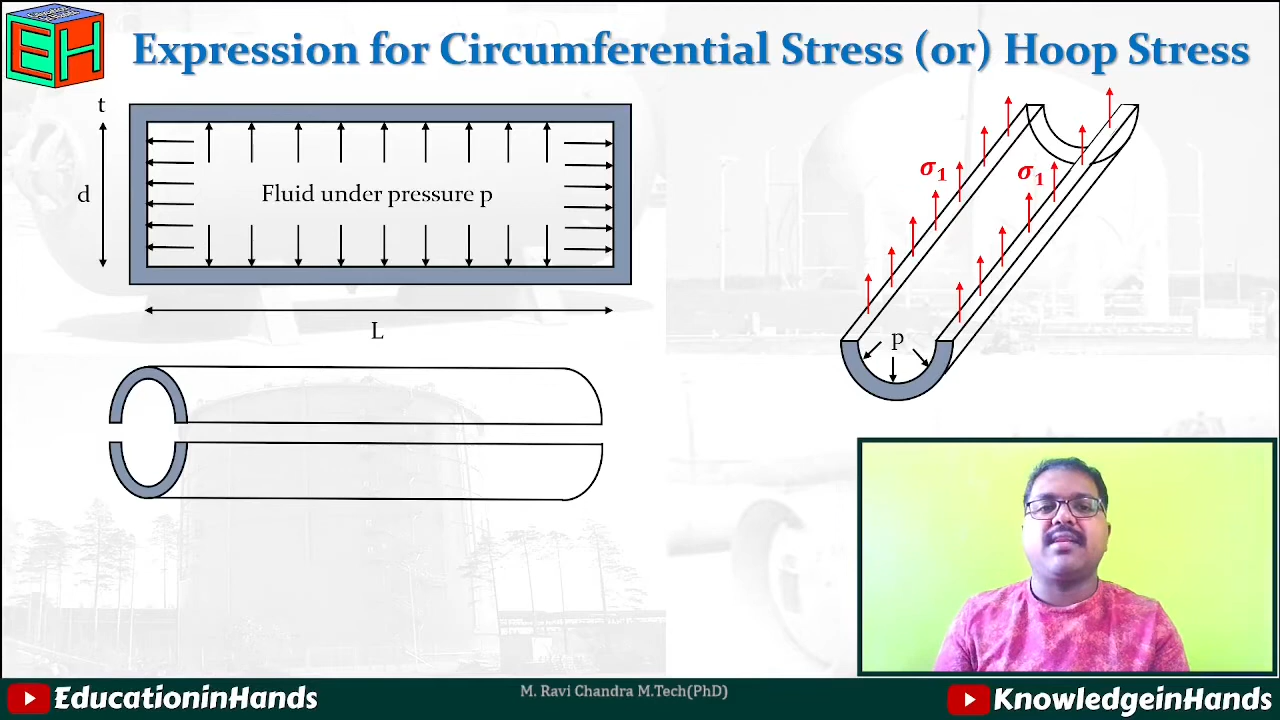 EH
Expression for Circumferential Stress (or) Hoop Stress
t
d
Fluid under pressure p
L
σ1
σ1
p
M. Ravi Chandra M.Tech(PhD)
EducationinHands
KnowledgeinHands